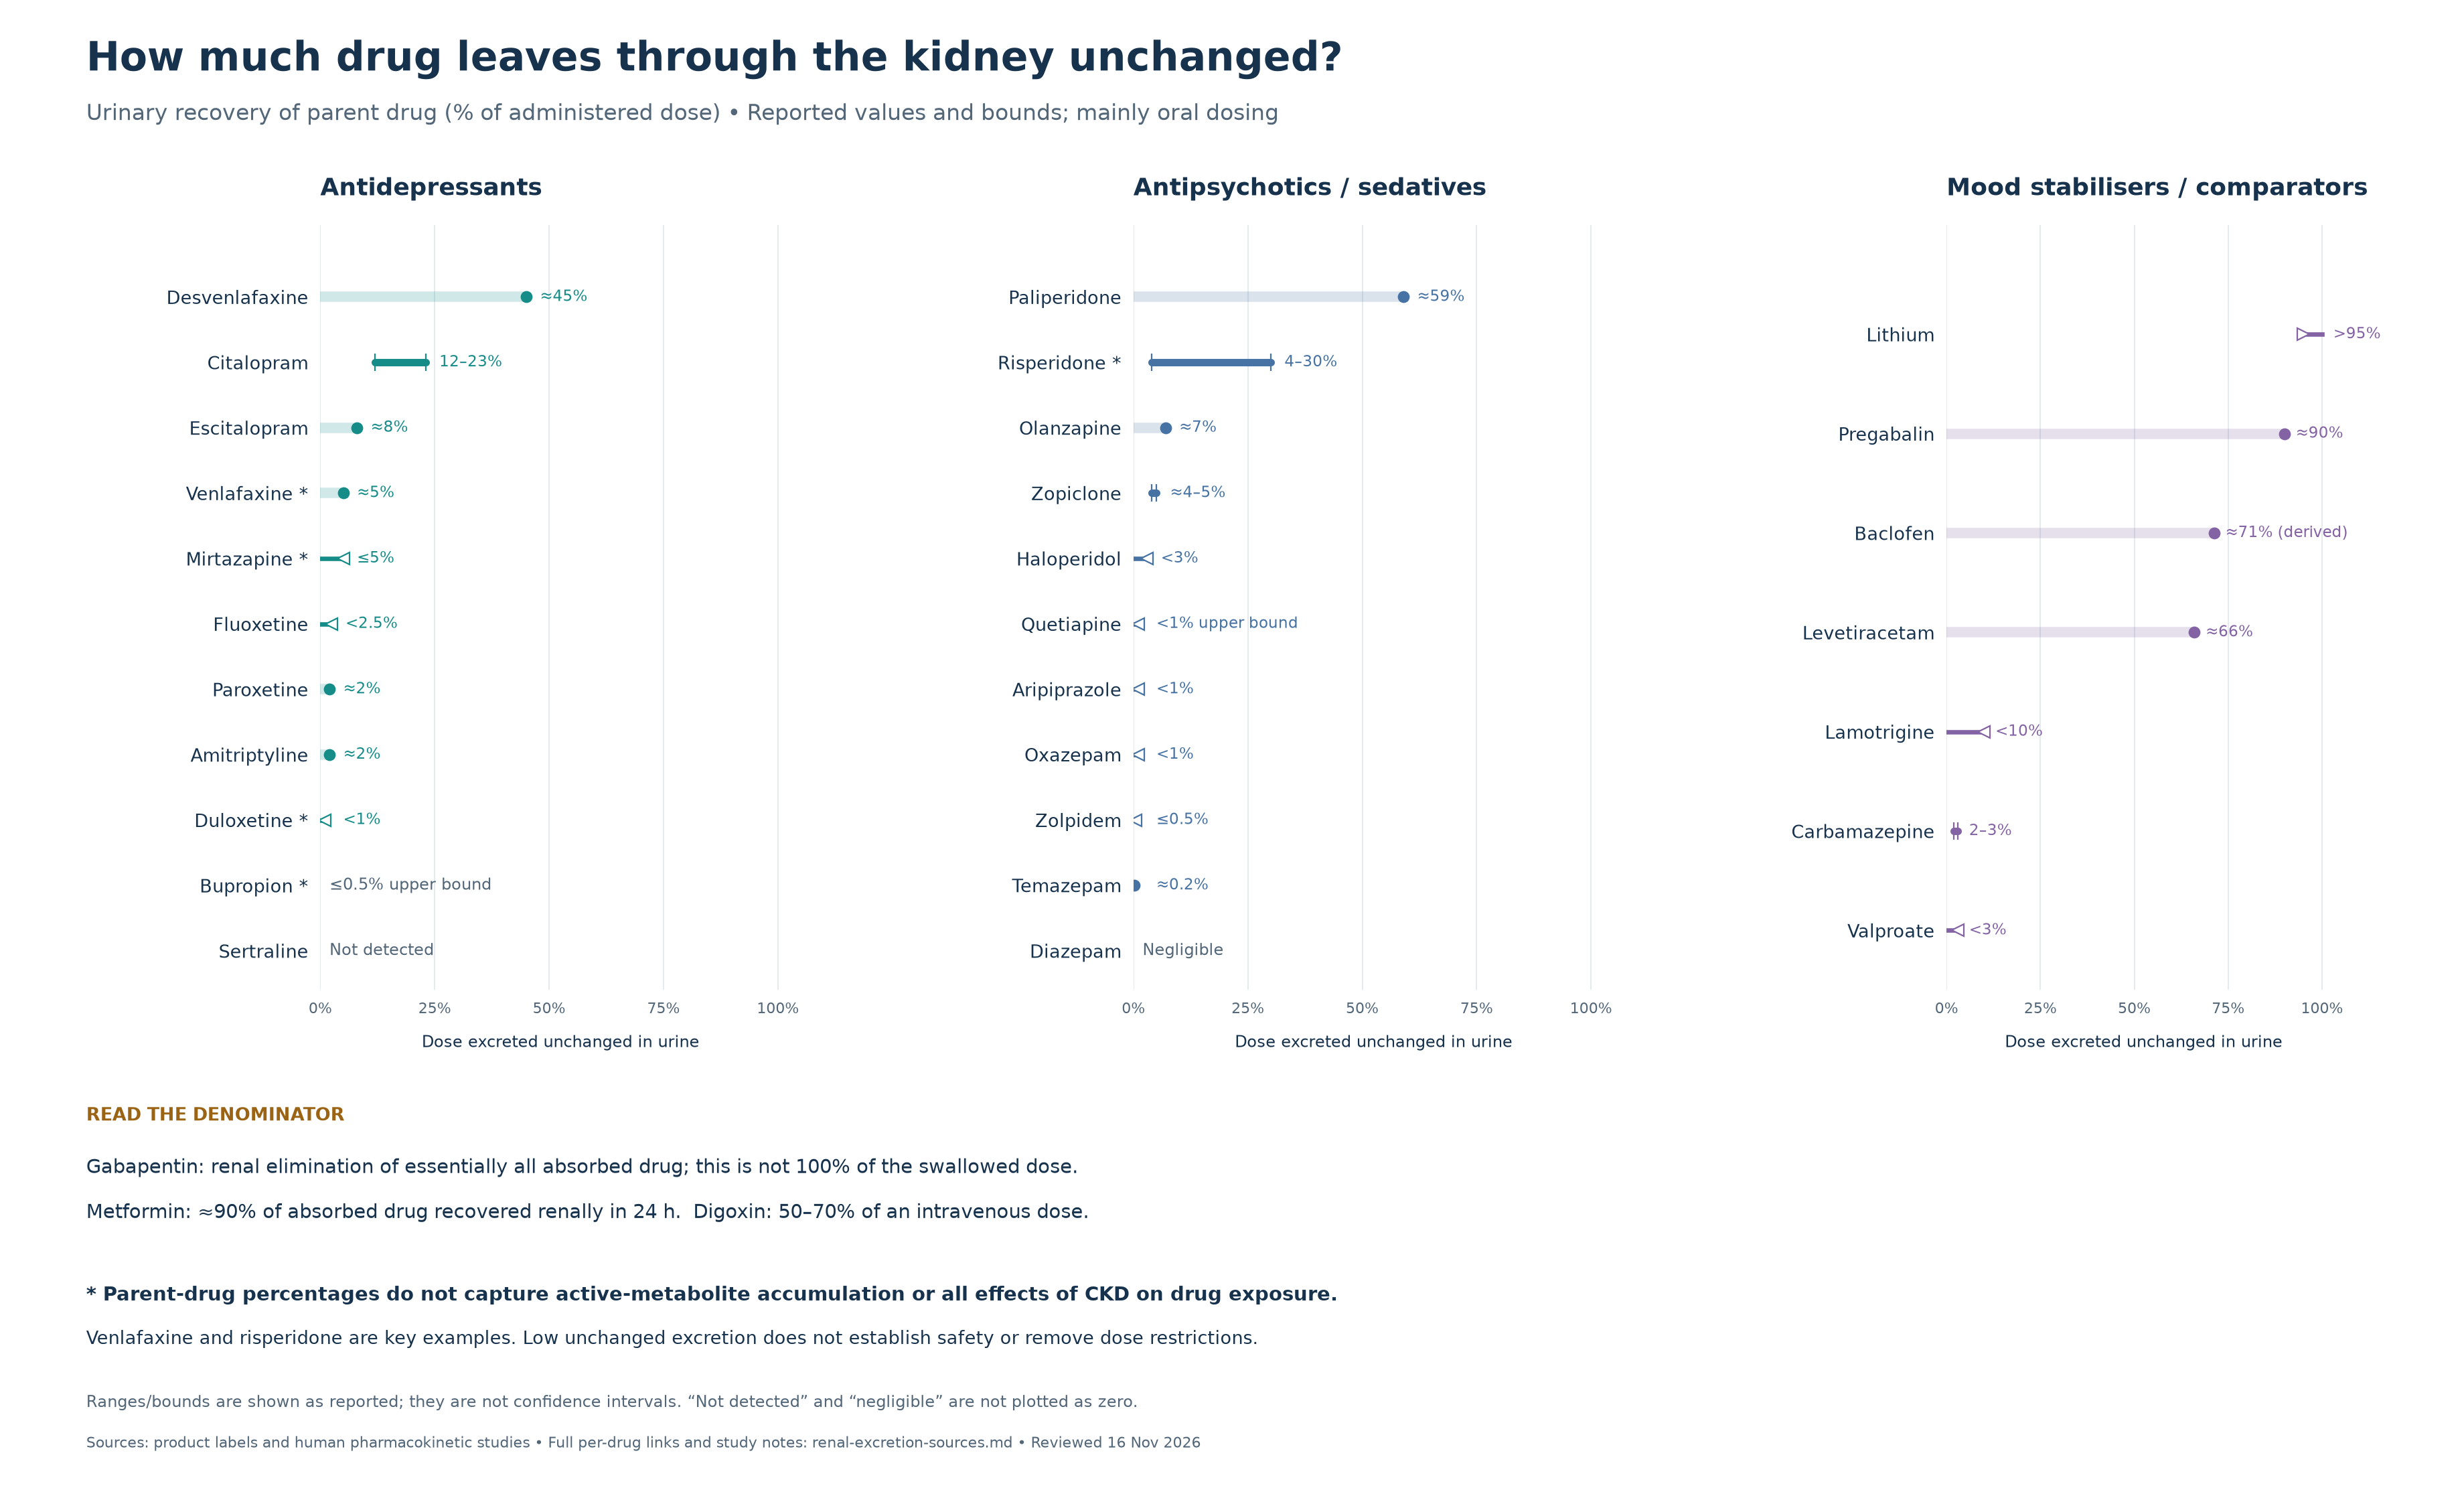 How much drug leaves through the kidney unchanged?
Urinary recovery of parent drug (% of administered dose) • Reported values and bounds; mainly oral dosing
Antidepressants
Desvenlafaxine ≈45%
Citalopram 12–23%
Escitalopram ≈8%
Venlafaxine * ≈5%
Mirtazapine * ≤5%
Fluoxetine <2.5%
Paroxetine ≈2%
Amitriptyline ≈2%
Duloxetine * <1%
Bupropion * ≤0.5% upper bound
Sertraline Not detected
0% 25% 50% 75% 100%
Dose excreted unchanged in urine
Antipsychotics / sedatives
Paliperidone ≈59%
Risperidone * 4–30%
Olanzapine ≈7%
Zopiclone ≈4–5%
Haloperidol <3%
Quetiapine <1% upper bound
Aripiprazole <1%
Oxazepam <1%
Zolpidem ≤0.5%
Temazepam ≈0.2%
Diazepam Negligible
0% 25% 50% 75% 100%
Dose excreted unchanged in urine
Mood stabilisers / comparators
Lithium >95%
Pregabalin ≈90%
Baclofen ≈71% (derived)
Levetiracetam ≈66%
Lamotrigine <10%
Carbamazepine 2–3%
Valproate <3%
0% 25% 50% 75% 100%
Dose excreted unchanged in urine
READ THE DENOMINATOR
Gabapentin: renal elimination of essentially all absorbed drug; this is not 100% of the swallowed dose.
Metformin: ≈90% of absorbed drug recovered renally in 24 h.  Digoxin: 50–70% of an intravenous dose.
* Parent-drug percentages do not capture active-metabolite accumulation or all effects of CKD on drug exposure.
Venlafaxine and risperidone are key examples. Low unchanged excretion does not establish safety or remove dose restrictions.
Ranges/bounds are shown as reported; they are not confidence intervals. “Not detected” and “negligible” are not plotted as zero.
Sources: product labels and human pharmacokinetic studies • Full per-drug links and study notes: renal-excretion-sources.md • Reviewed 16 Nov 2026